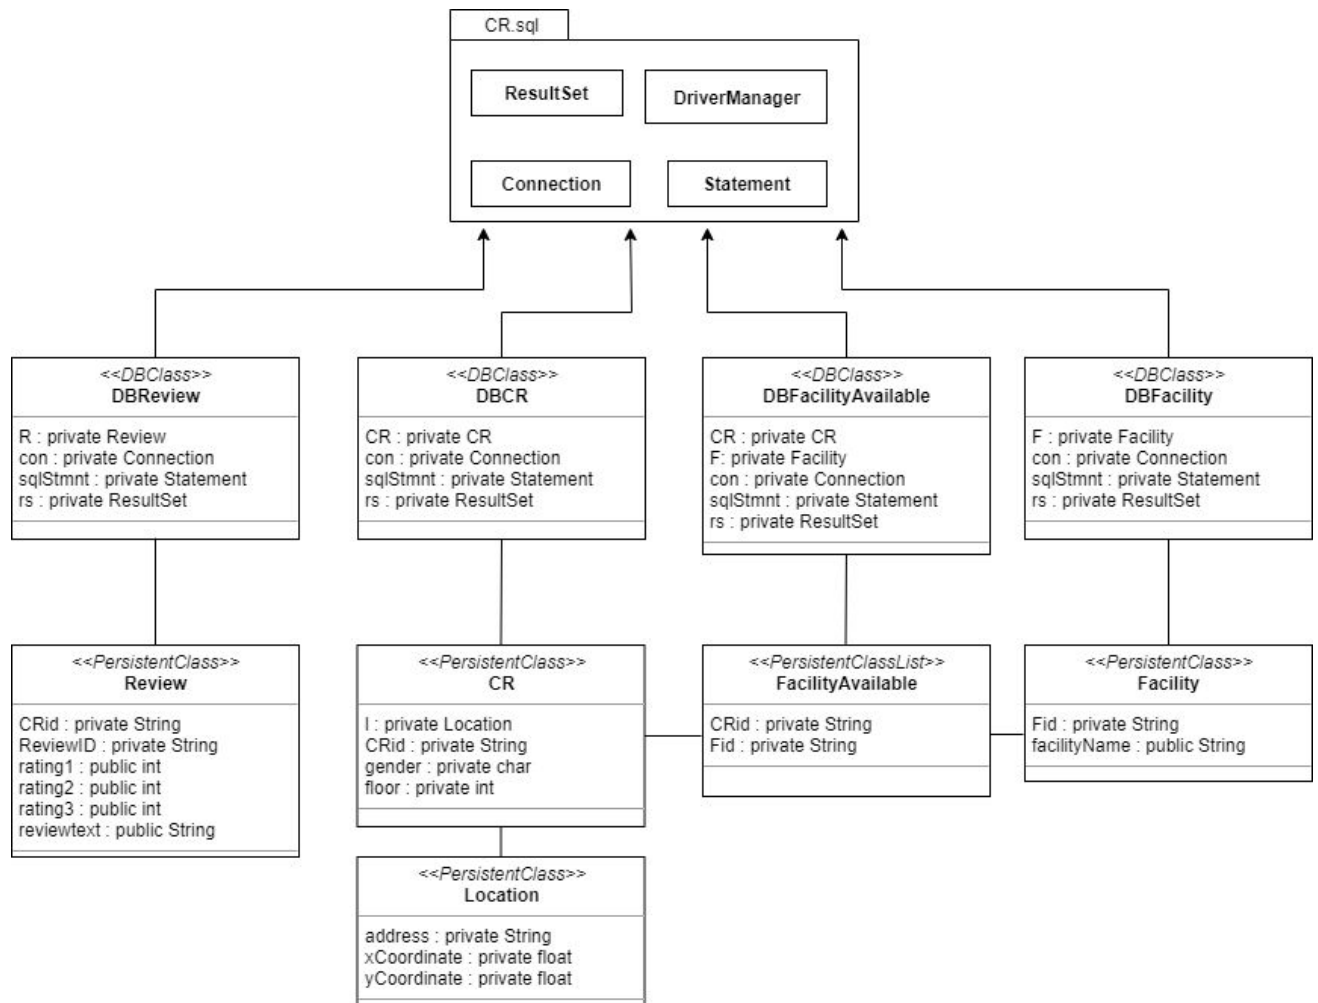 CR.sql
ResultSet
DriverManager
Connection
Statement
<<DBClass>>
DBReview
R : private Review
con : private Connection
sqlStmnt : private Statement
rs : private ResultSet
<<DBClass>>
DBCR
CR : private CR
con : private Connection
sqlStmnt : private Statement
rs : private ResultSet
<<DBClass>>
DBFacilityAvailable
CR : private CR
F: private Facility
con : private Connection
sqlStmnt : private Statement
rs : private ResultSet
<<DBClass>>
DBFacility
F : private Facility
con : private Connection
sqlStmnt : private Statement
rs : private ResultSet
<<PersistentClass>>
Review
CRid : private String
ReviewID : private String
rating1 : public int
rating2 : public int
rating3 : public int
reviewtext : public String
<<PersistentClass>>
CR
l : private Location
CRid : private String
gender : private char
floor : private int
<<PersistentClassList>>
FacilityAvailable
CRid : private String
Fid : private String
<<PersistentClass>>
Facility
Fid : private String
facilityName : public String
<<PersistentClass>>
Location
address : private String
xCoordinate : private float
yCoordinate : private float